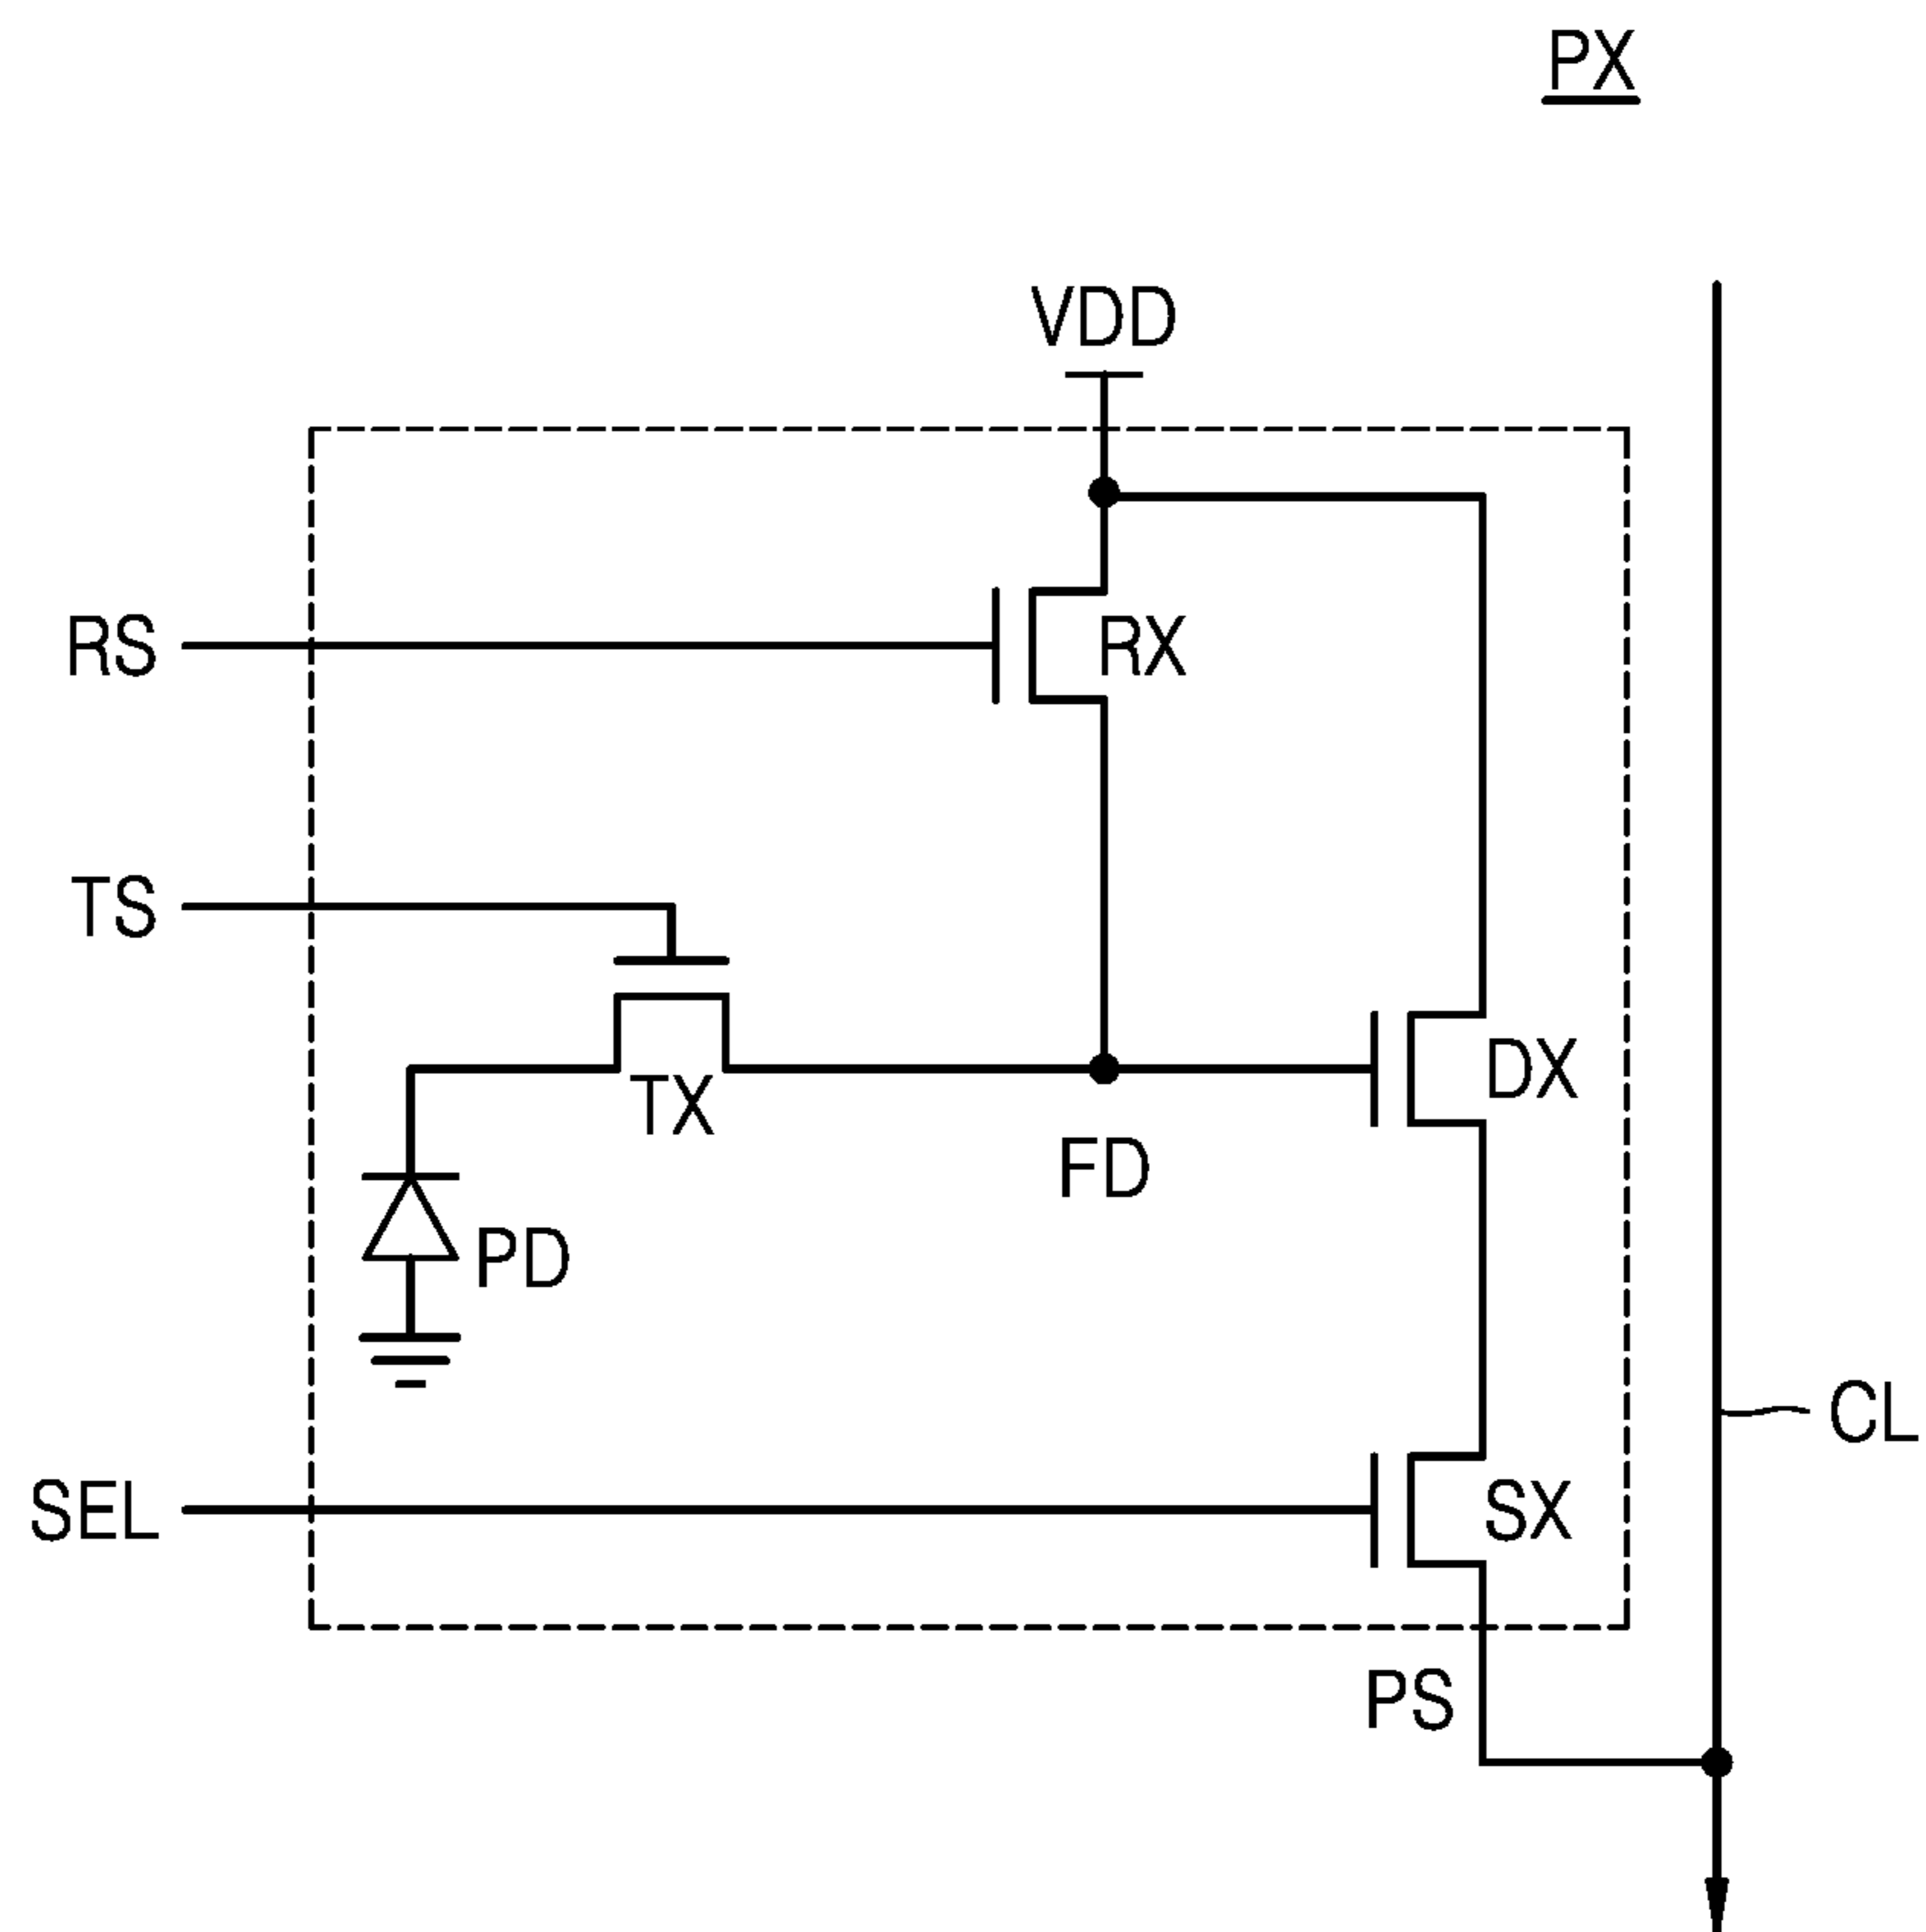 PX
VDD
RS
RX
TS
TX
DX
FD
PD
CL
SEL
SX
PS